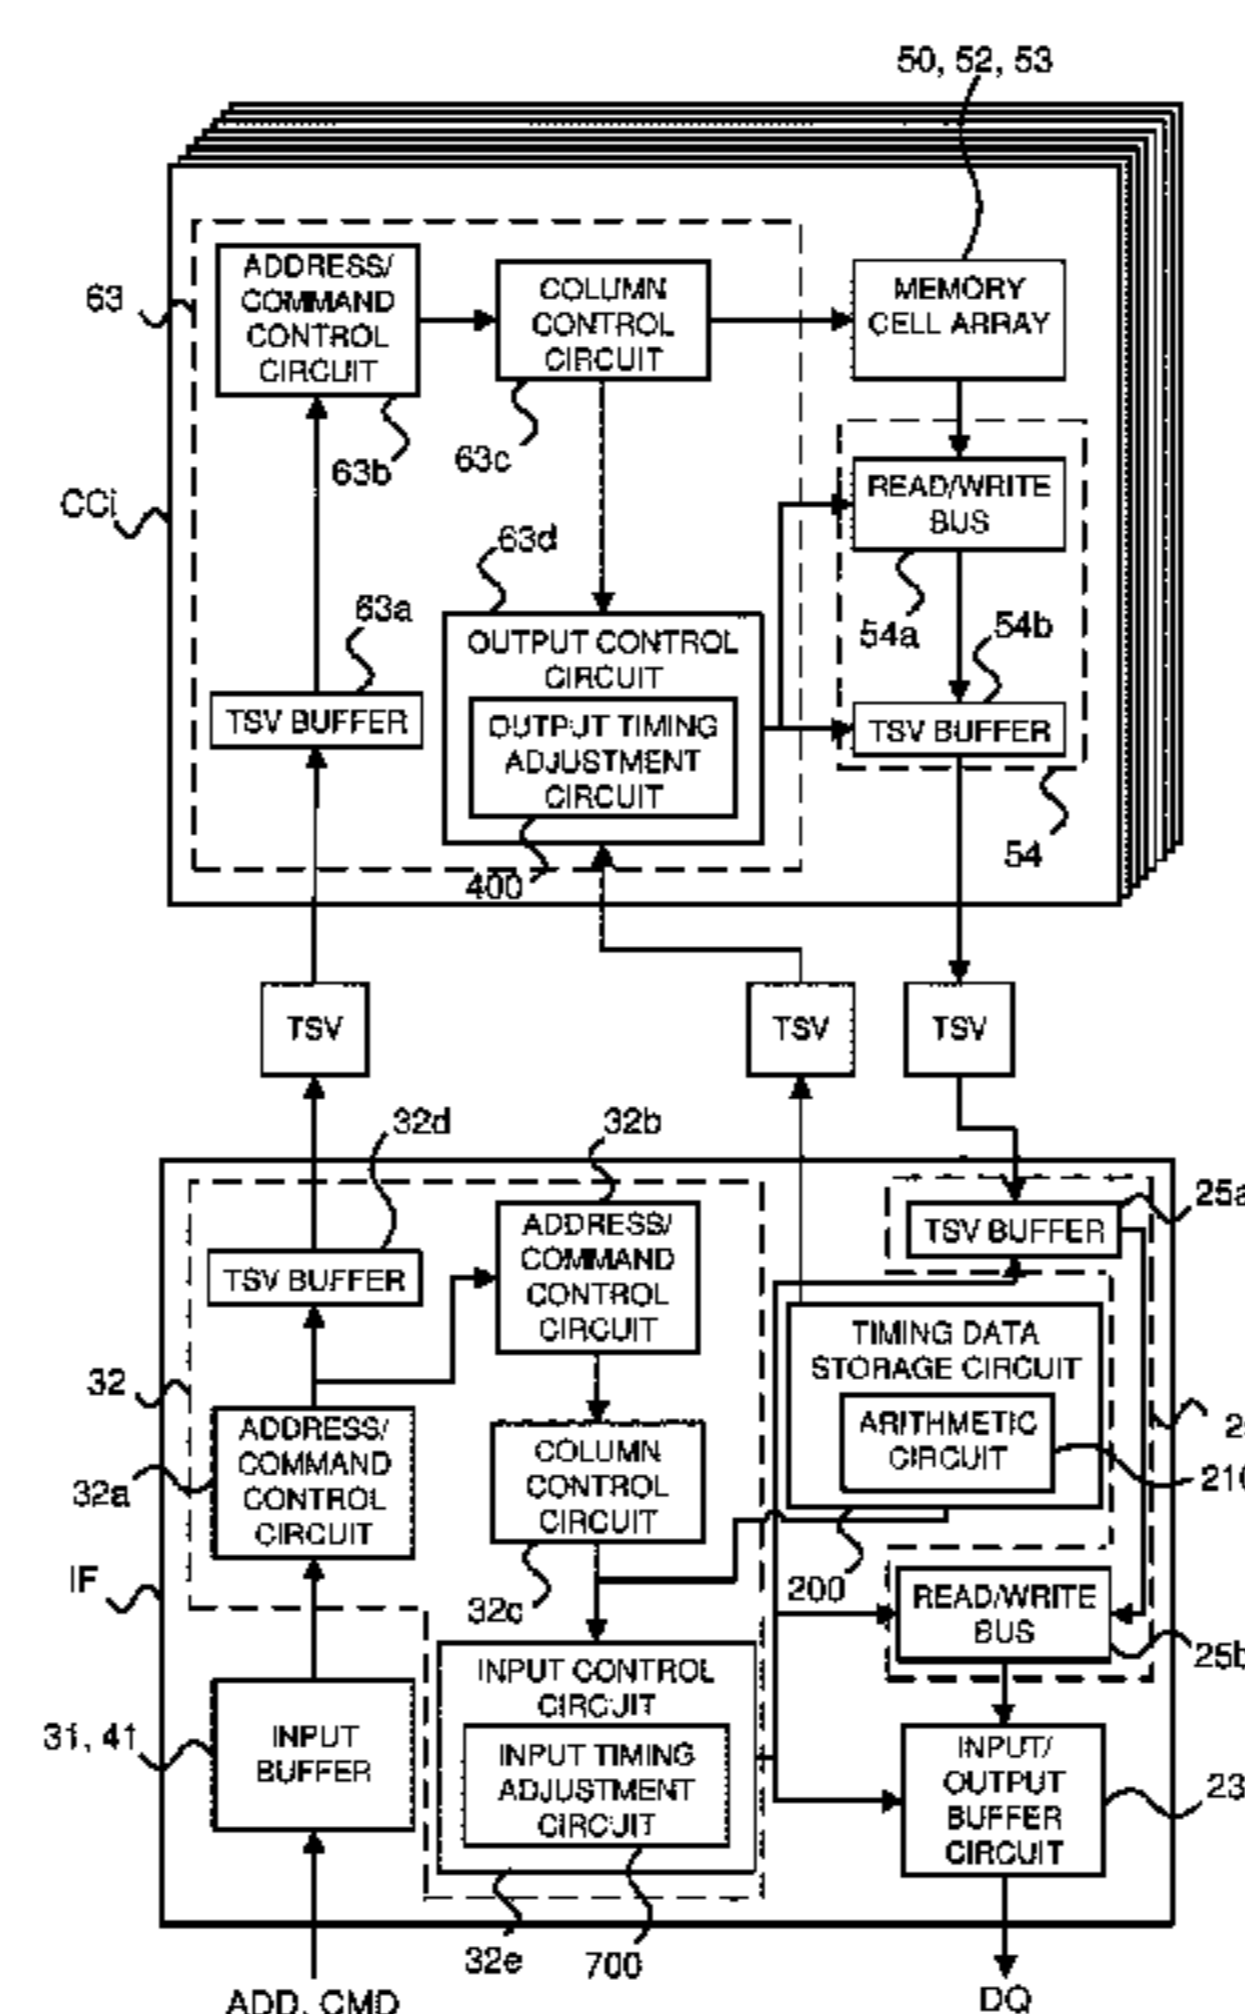 50, 52, 53
ADDRESS/
COMMAND
CONTROL
CIRCUIT
COLUMN
CONTROL
CIRCUIT
MEMORY
CELL ARRAY
63
63b
63c
READ/WRITE
BUS
CCi
63d
54a
54b
63a
OUTPUT CONTROL
CIRCUIT
TSV BUFFER
OUTPUT TIMING
ADJUSTMENT
CIRCUIT
TSV BUFFER
54
400
TSV
TSV
TSV
32d
32b
25a
ADDRESS/
COMMAND
CONTROL
CIRCUIT
TSV BUFFER
TSV BUFFER
TIMING DATA
STORAGE CIRCUIT
32
ARITHMETIC
CIRCUIT
2
210
ADDRESS/
COMMAND
CONTROL
CIRCUIT
32a
COLUMN
CONTROL
CIRCUIT
IF
32c
200
READ/WRITE
BUS
25b
INPUT CONTROL
CIRCUIT
31, 41
INPUT
BUFFER
INPUT TIMING
ADJUSTMENT
CIRCUIT
INPUT/
OUTPUT
BUFFER
CIRCUIT
23
32e
700
ADD, CMD
DQ